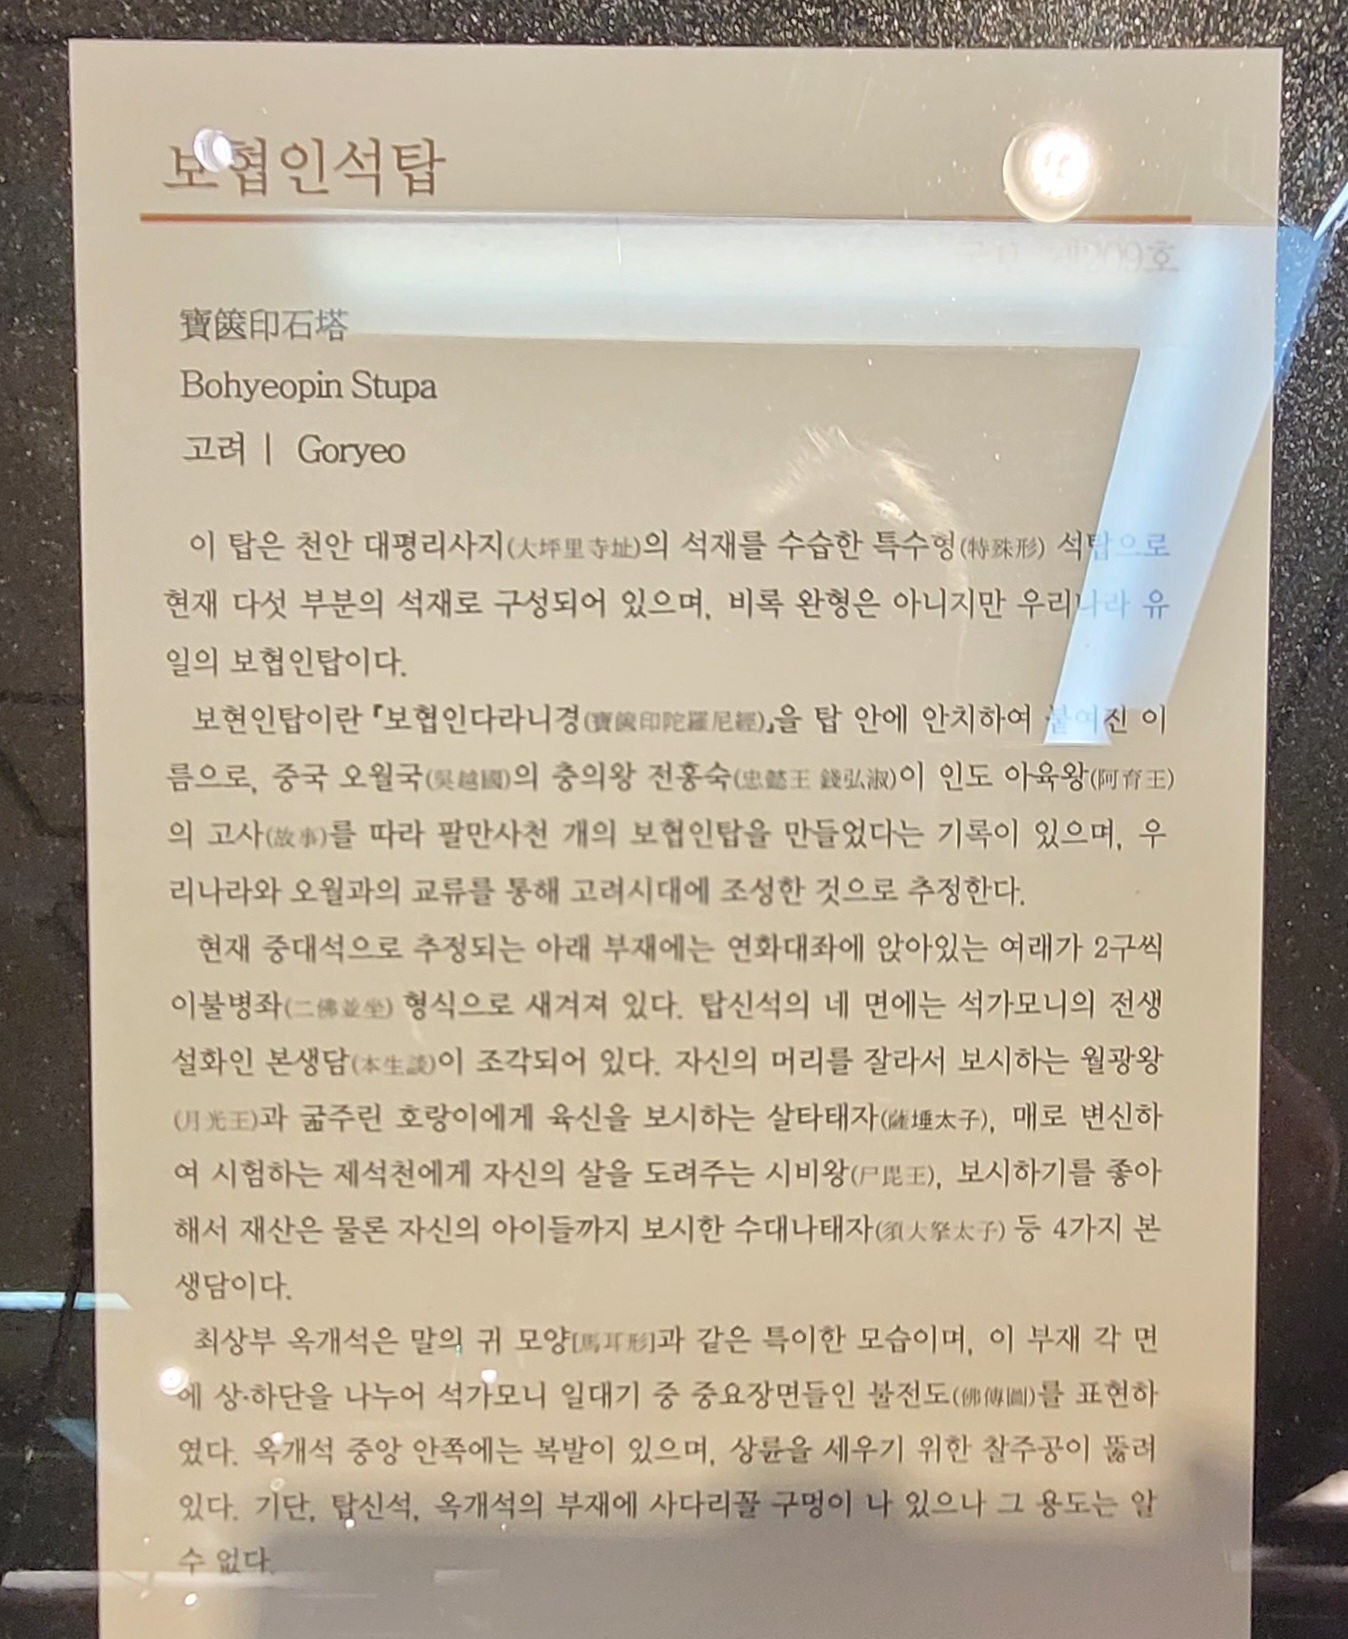 보협인석탑
제209호
寶篋印石塔
Bohyeopin Stupa
고려 | Goryeo
이 탑은 천안 대평리사지(大坪里寺址)의 석재를 수습한 특수형(特殊形) 석탑으로
현재 다섯 부분의 석재로 구성되어 있으며, 비록 완형은 아니지만 우리나라 유
일의 보협인탑이다.
보현인탑이란 『보협인다라니경(寶篋印陀羅尼經)』을 탑 안에 안치하여 붙여진 이
름으로, 중국 오월국(吳越國)의 충의왕 전홍숙(忠懿王 錢弘淑)이 인도 아육왕(阿育王)
의 고사(故事)를 따라 팔만사천 개의 보협인탑을 만들었다는 기록이 있으며, 우
리나라와 오월과의 교류를 통해 고려시대에 조성한 것으로 추정한다.
현재 중대석으로 추정되는 아래 부재에는 연화대좌에 앉아있는 여래가 2구씩
이불병좌(二佛並坐) 형식으로 새겨져 있다. 탑신석의 네 면에는 석가모니의 전생
설화인 본생담(本生談)이 조각되어 있다. 자신의 머리를 잘라서 보시하는 월광왕
(月光王)과 굶주린 호랑이에게 육신을 보시하는 살타태자(薩埵太子), 매로 변신하
여 시험하는 제석천에게 자신의 살을 도려주는 시비왕(尸毘王), 보시하기를 좋아
해서 재산은 물론 자신의 아이들까지 보시한 수대나태자(須大拏太子) 등 4가지 본
생담이다.
최상부 옥개석은 말의 귀 모양[馬耳形]과 같은 특이한 모습이며, 이 부재 각 면
에 상·하단을 나누어 석가모니 일대기 중 중요장면들인 불전도(佛傳圖)를 표현하
였다. 옥개석 중앙 안쪽에는 복발이 있으며, 상륜을 세우기 위한 찰주공이 뚫려
있다. 기단, 탑신석, 옥개석의 부재에 사다리꼴 구멍이 나 있으나 그 용도는 알
수 없다.